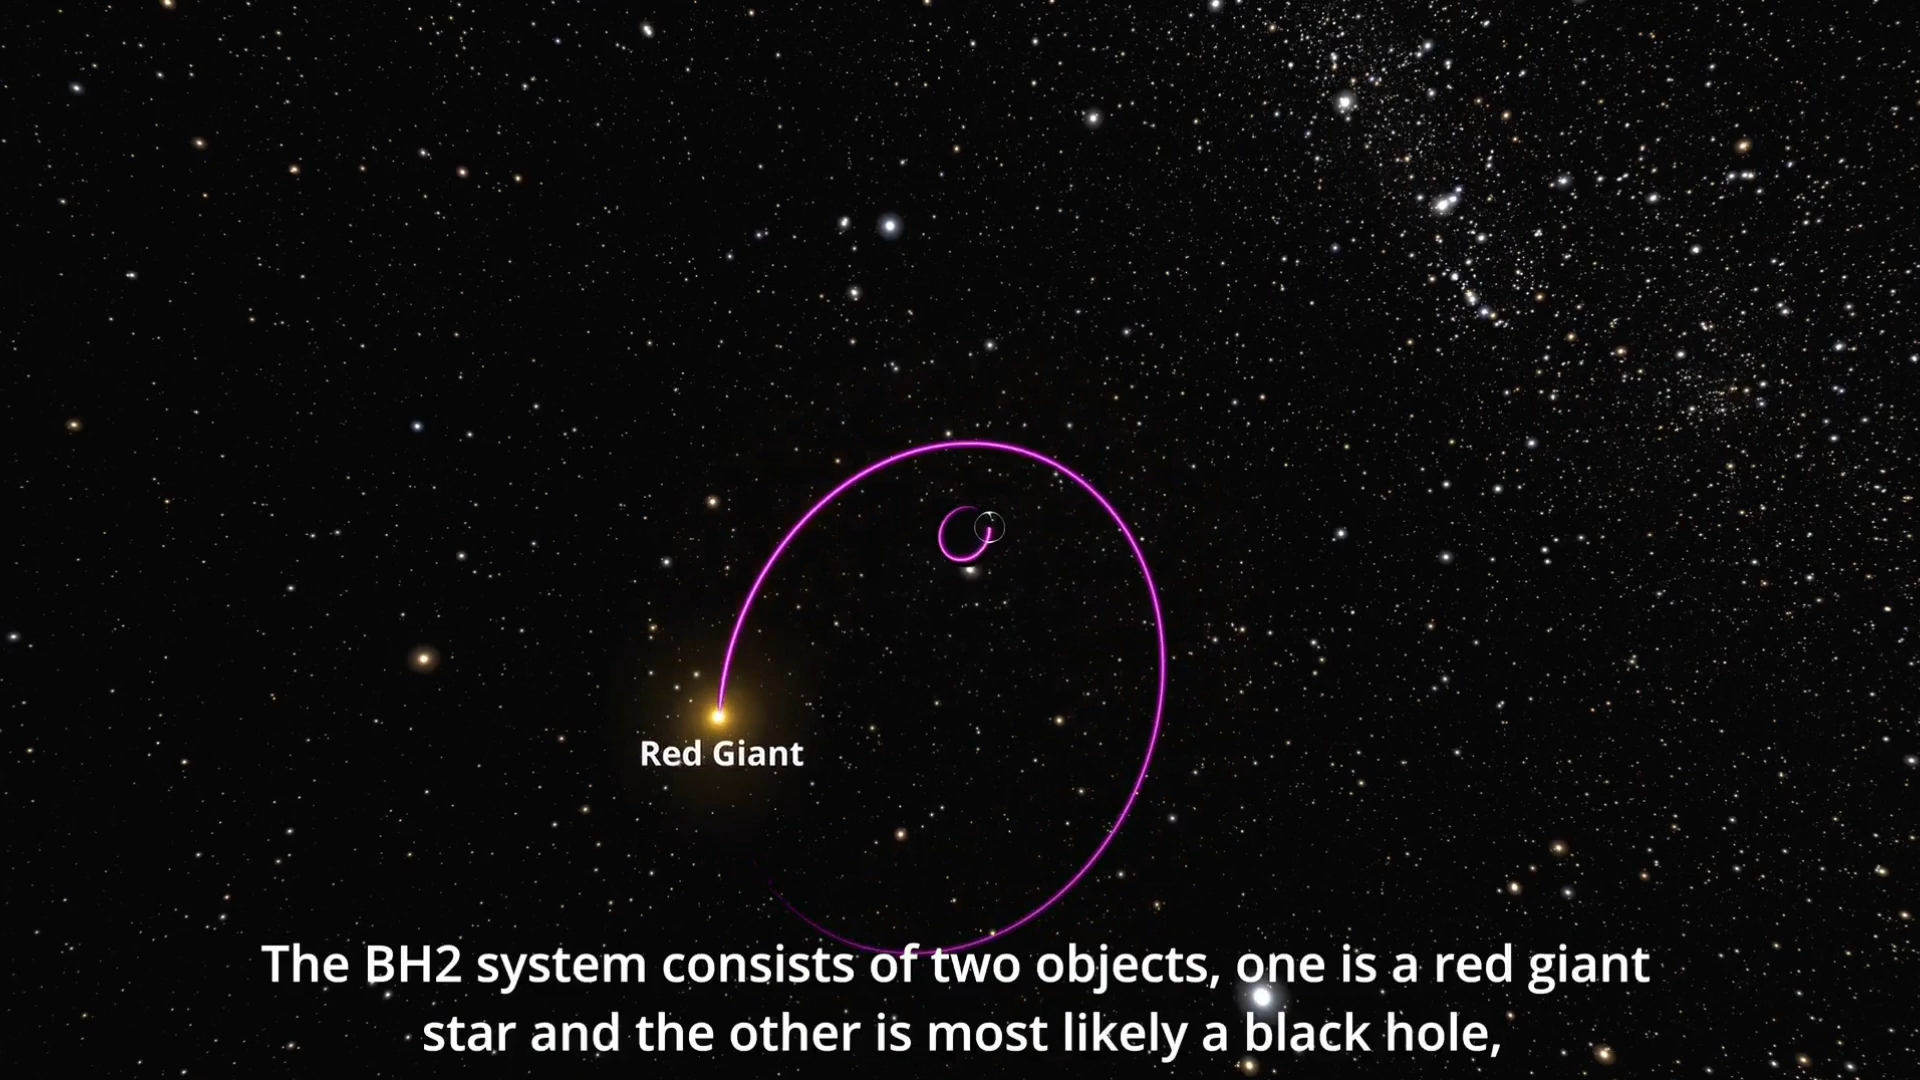 Red Giant
The BH2 system consists of two objects, one is a red giant
star and the other is most likely a black hole,